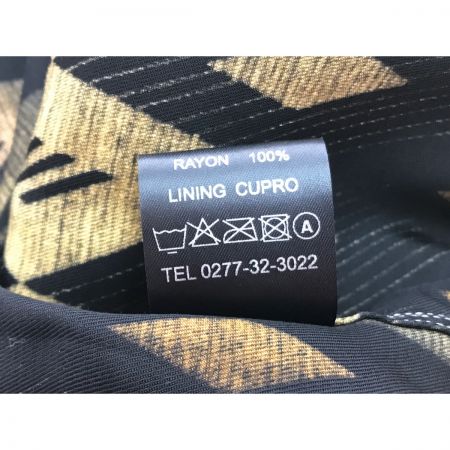 RAYON 100%
LINING CUPRO
A
TEL 0277-32-3022